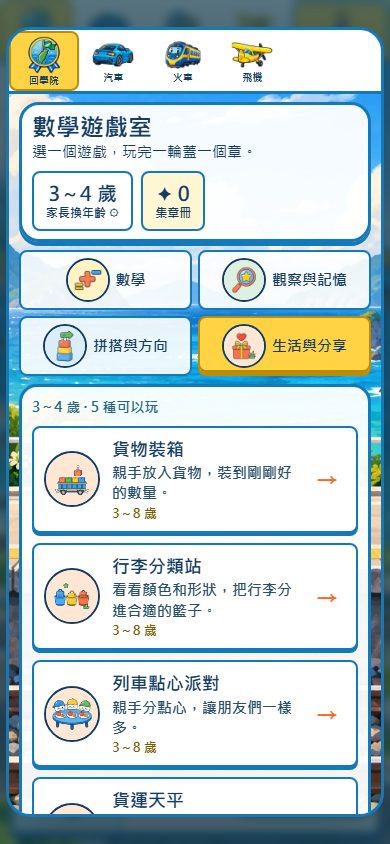 回學院
汽車
火車
飛機
數學遊戲室
選一個遊戲，玩完一輪蓋一個章。
3~4 歲
家長換年齡
✦ 0
集章冊
數學
觀察與記憶
拼搭與方向
生活與分享
3~4 歲 · 5 種可以玩
貨物裝箱
親手放入貨物，裝到剛剛好
的數量。
3~8 歲
→
行李分類站
看看顏色和形狀，把行李分
進合適的籃子。
3~8 歲
→
列車點心派對
親手分點心，讓朋友們一樣
多。
3~8 歲
→
貨運天平